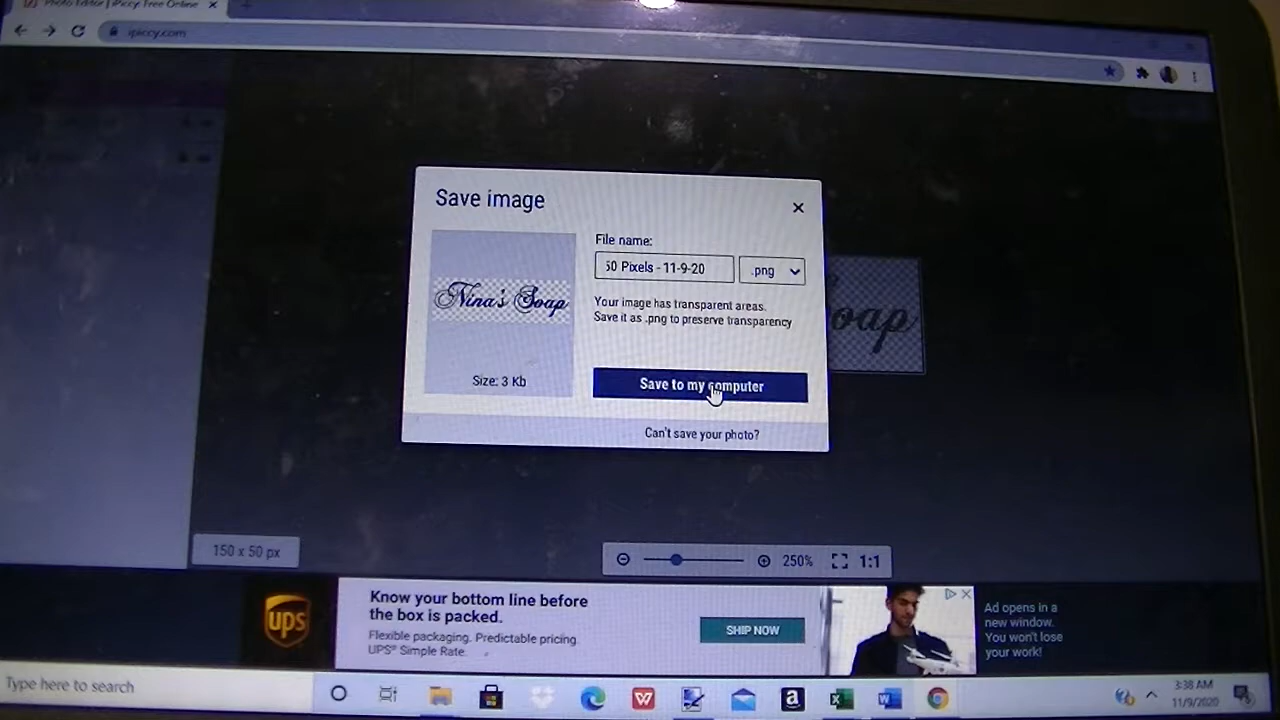 Photo Editor | iPiccy Free Online
ipiccy.com
Save image
File name:
50 Pixels - 11-9-20
.png
Your image has transparent areas.
Save it as .png to preserve transparency
Nina's Soap
Size: 3 Kb
Save to my computer
Can't save your photo?
oap
150 x 50 px
250%
1:1
ups
Know your bottom line before
the box is packed.
Flexible packaging. Predictable pricing.
UPS® Simple Rate.
SHIP NOW
Ad opens in a
new window.
You won't lose
your work!
Type here to search
3:38 AM
11/9/2020